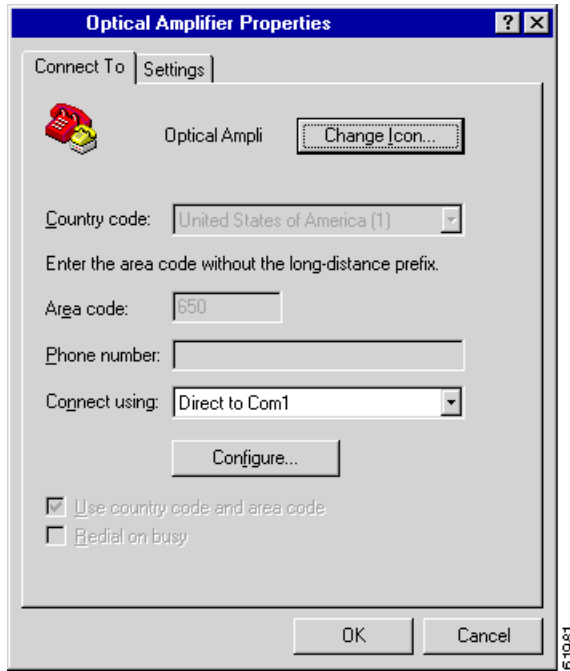 Optical Amplifier Properties
Connect To Settings
Optical Ampli Change Icon...
Country code: United States of America (1)
Enter the area code without the long-distance prefix.
Area code: 650
Phone number:
Connect using: Direct to Com1
Configure...
Use country code and area code
Redial on busy
OK Cancel
51981